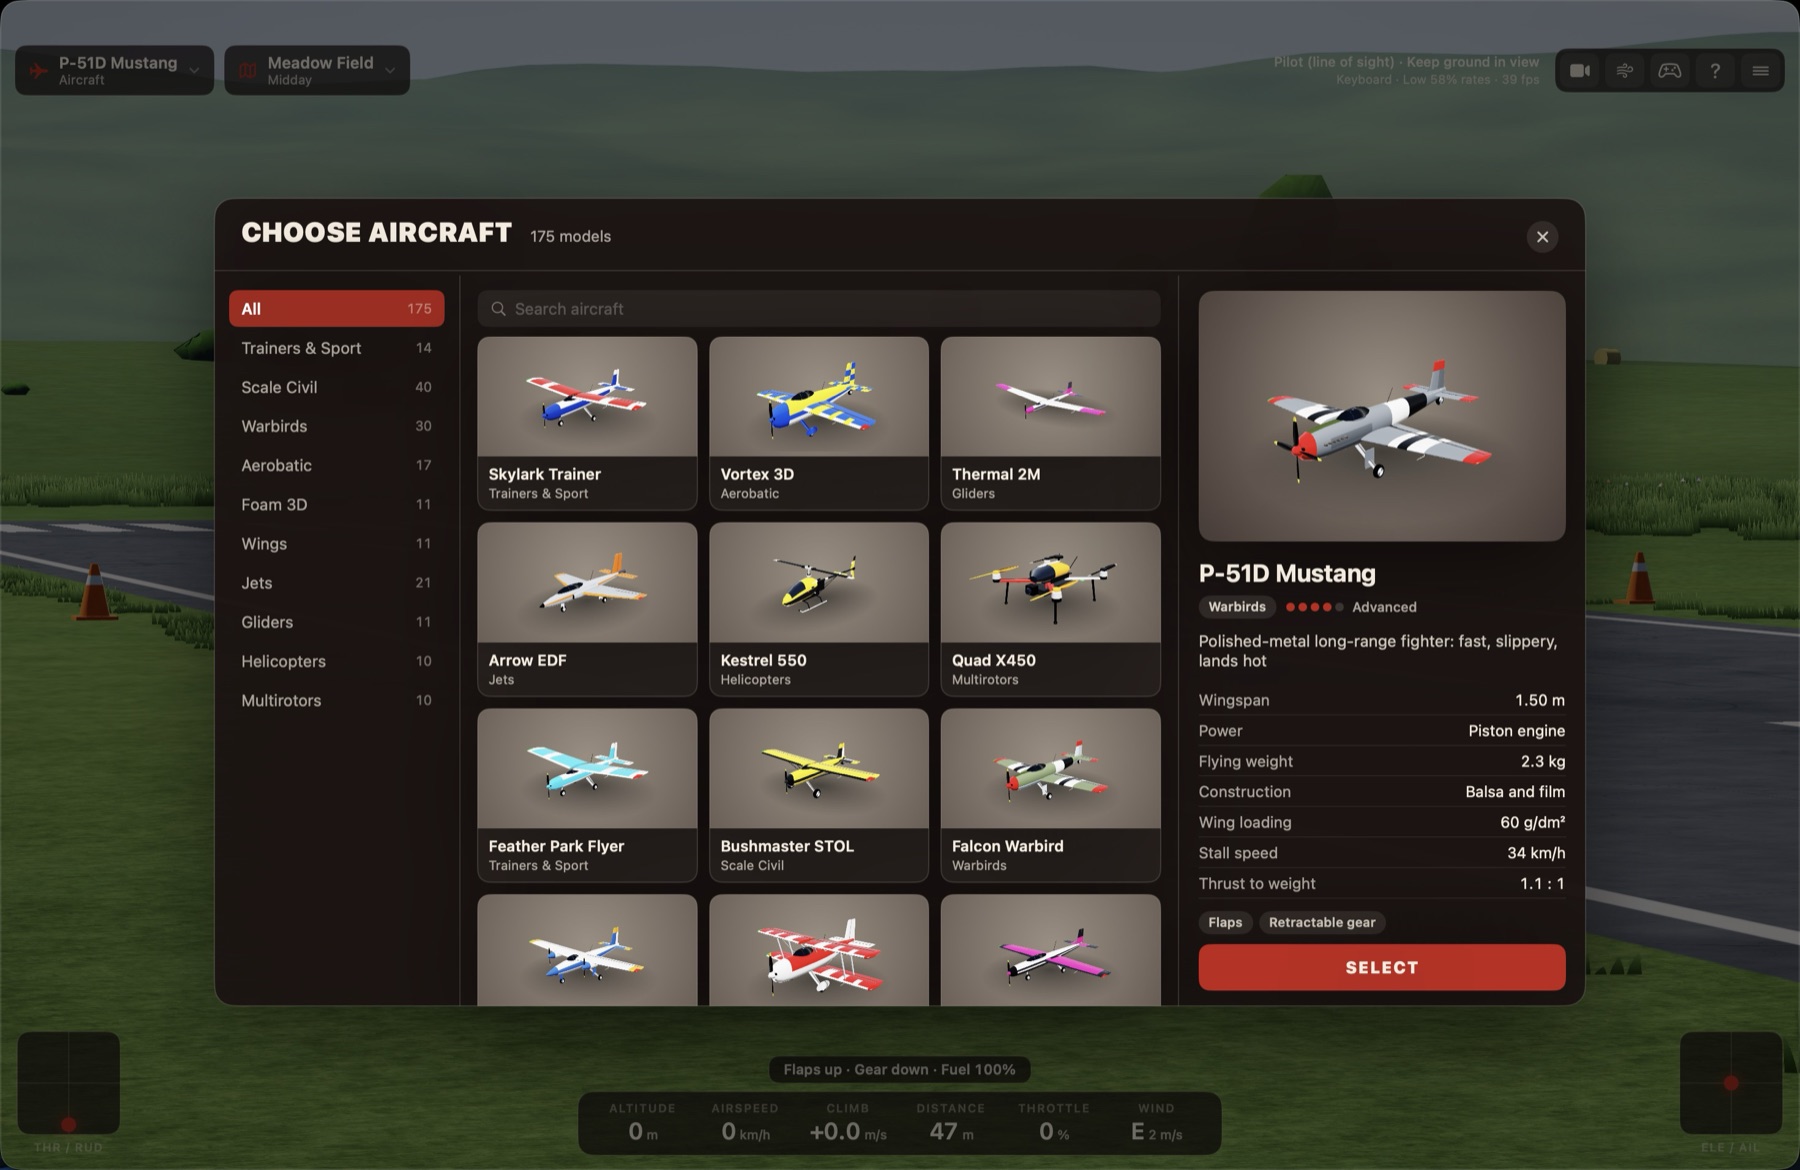 P-51D Mustang
Aircraft
Meadow Field
Midday
Pilot (line of sight) · Keep ground in view
Keyboard · Low 58% rates · 39 fps
?
CHOOSE AIRCRAFT
175 models
All 175
Trainers & Sport 14
Scale Civil 40
Warbirds 30
Aerobatic 17
Foam 3D 11
Wings 11
Jets 21
Gliders 11
Helicopters 10
Multirotors 10
Search aircraft
Skylark Trainer
Trainers & Sport
Vortex 3D
Aerobatic
Thermal 2M
Gliders
Arrow EDF
Jets
Kestrel 550
Helicopters
Quad X450
Multirotors
Feather Park Flyer
Trainers & Sport
Bushmaster STOL
Scale Civil
Falcon Warbird
Warbirds
P-51D Mustang
Warbirds
Advanced
Polished-metal long-range fighter: fast, slippery,
lands hot
Wingspan 1.50 m
Power Piston engine
Flying weight 2.3 kg
Construction Balsa and film
Wing loading 60 g/dm²
Stall speed 34 km/h
Thrust to weight 1.1 : 1
Flaps
Retractable gear
SELECT
Flaps up · Gear down · Fuel 100%
ALTITUDE
0 m
AIRSPEED
0 km/h
CLIMB
+0.0 m/s
DISTANCE
47 m
THROTTLE
0 %
WIND
E 2 m/s
THR / RUD
ELE / AIL